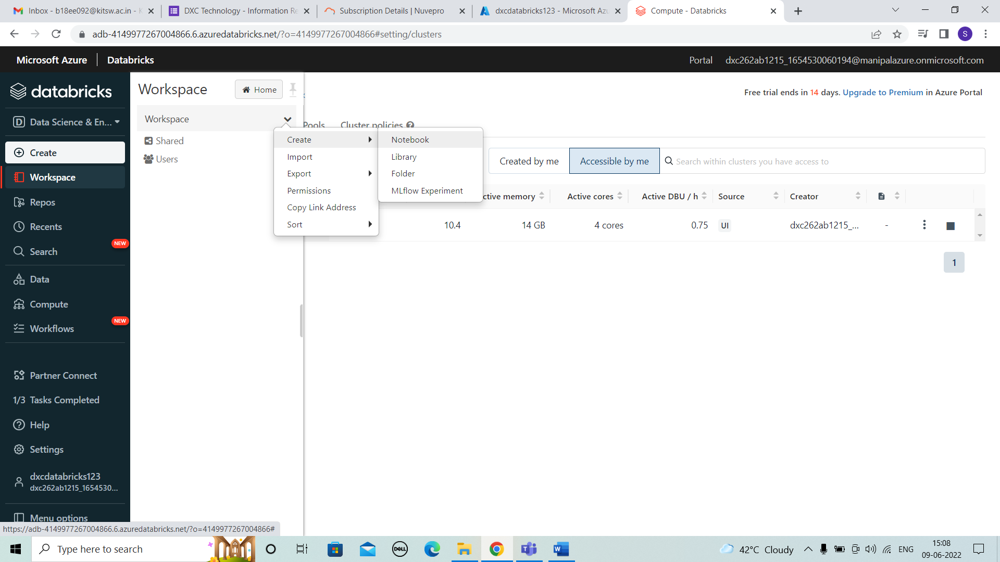 Inbox - b18ee092@kitsw.ac.in - K
DXC Technology - Information Re
Subscription Details | Nuvepro
dxcdatabricks123 - Microsoft Azu
Compute - Databricks
adb-4149977267004866.6.azuredatabricks.net/?o=4149977267004866#setting/clusters
S
Microsoft Azure
Databricks
Portal
dxc262ab1215_1654530060194@manipalazure.onmicrosoft.com
databricks
Data Science & En...
Create
Workspace
Repos
Recents
Search
NEW
Data
Compute
Workflows
NEW
Partner Connect
1/3 Tasks Completed
Help
Settings
dxcdatabricks123
dxc262ab1215_1654530...
Menu options
Workspace
Home
Workspace
Shared
Users
Create
Import
Export
Permissions
Copy Link Address
Sort
Notebook
Library
Folder
MLflow Experiment
Free trial ends in 14 days. Upgrade to Premium in Azure Portal
Pools
Cluster policies
Created by me
Accessible by me
Search within clusters you have access to
ctive memory
Active cores
Active DBU / h
Source
Creator
10.4
14 GB
4 cores
0.75
UI
dxc262ab1215_...
-
1
https://adb-4149977267004866.6.azuredatabricks.net/?o=4149977267004866#
Type here to search
DELL
W
42°C Cloudy
ENG
15:08
09-06-2022